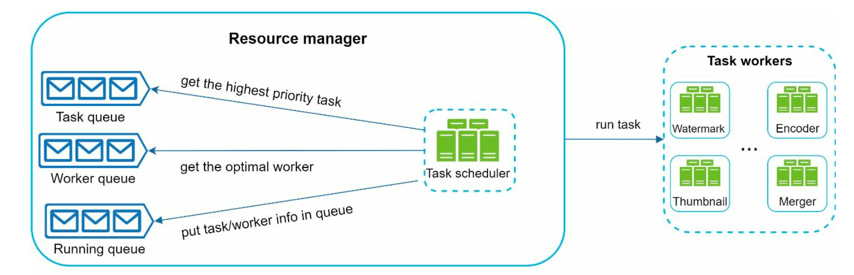 Resource manager
get the highest priority task
Task queue
get the optimal worker
Worker queue
put task/worker info in queue
Running queue
Task scheduler
run task
Task workers
Watermark
Encoder
...
Thumbnail
Merger